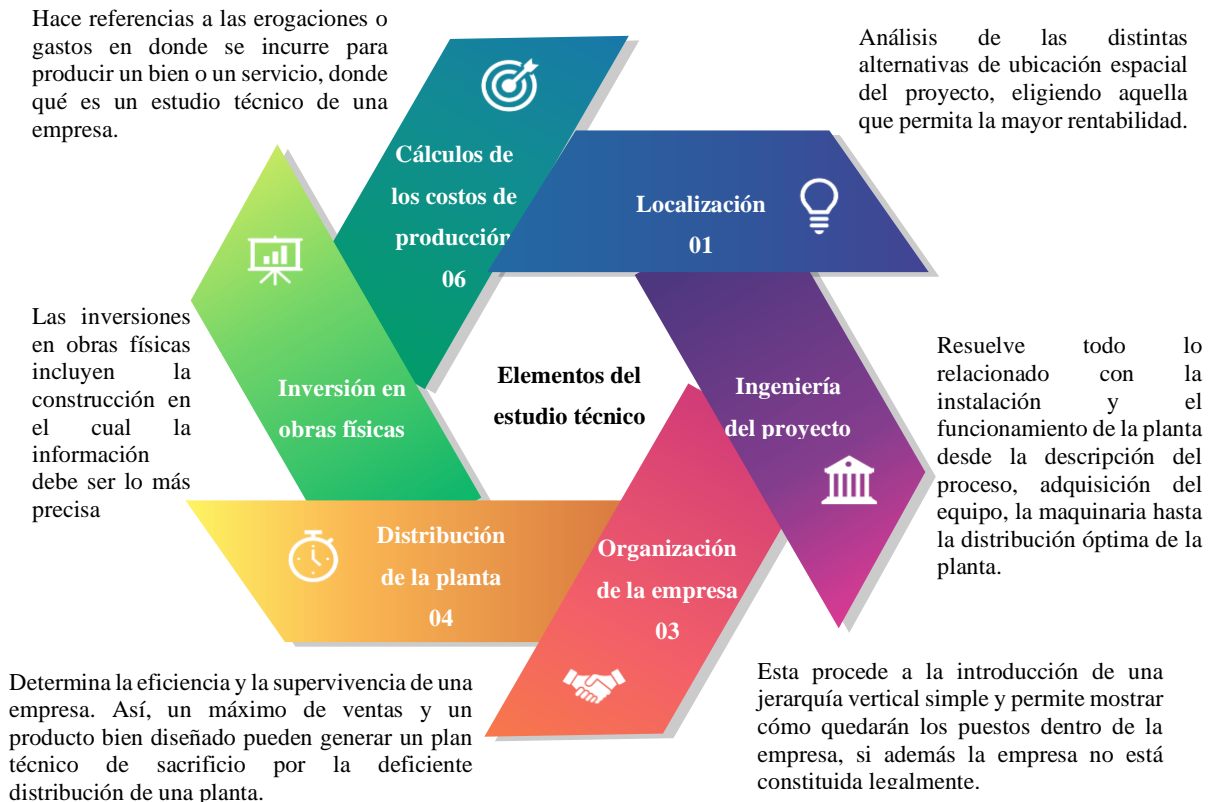 Hace referencias a las erogaciones o
gastos en donde se incurre para
producir un bien o un servicio, donde
qué es un estudio técnico de una
empresa.
Análisis de las distintas
alternativas de ubicación espacial
del proyecto, eligiendo aquella
que permita la mayor rentabilidad.
Cálculos de
los costos de
producción
06
Localización
01
Las inversiones
en obras físicas
incluyen la
construcción en
el cual la
información
debe ser lo más
precisa
Inversión en
obras físicas
Elementos del
estudio técnico
Ingeniería
del proyecto
Resuelve todo lo
relacionado con la
instalación y el
funcionamiento de la planta
desde la descripción del
proceso, adquisición del
equipo, la maquinaria hasta
la distribución óptima de la
planta.
Distribución
de la planta
04
Organización
de la empresa
03
Determina la eficiencia y la supervivencia de una
empresa. Así, un máximo de ventas y un
producto bien diseñado pueden generar un plan
técnico de sacrificio por la deficiente
distribución de una planta.
Esta procede a la introducción de una
jerarquía vertical simple y permite mostrar
cómo quedarán los puestos dentro de la
empresa, si además la empresa no está
constituida legalmente.